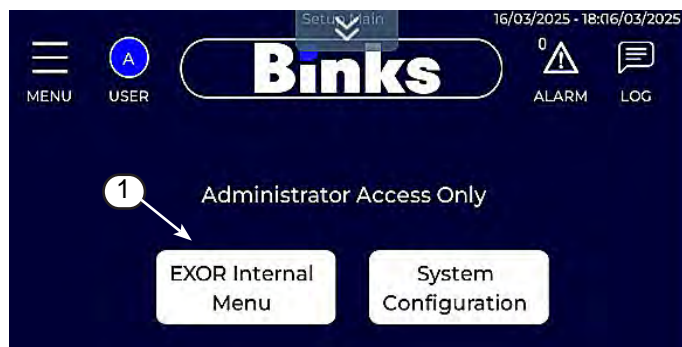 Setup Main
16/03/2025 - 18:0
16/03/2025
MENU
A
USER
Binks
0
ALARM
LOG
1
Administrator Access Only
EXOR Internal
Menu
System
Configuration